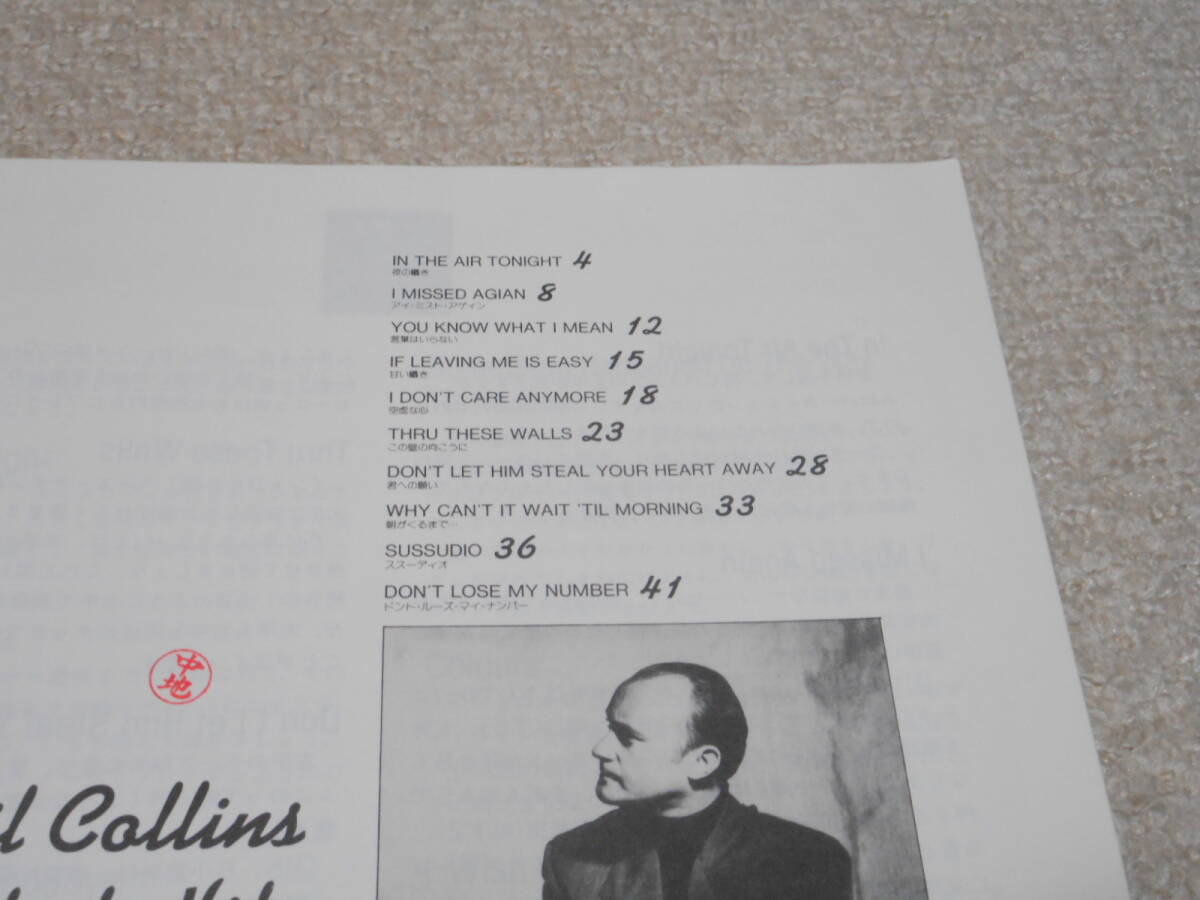 IN THE AIR TONIGHT 4
夜の囁き
I MISSED AGIAN 8
アイ・ミスト・アゲイン
YOU KNOW WHAT I MEAN 12
言葉はいらない
IF LEAVING ME IS EASY 15
甘い囁き
I DON'T CARE ANYMORE 18
空虚な心
THRU THESE WALLS 23
この壁の向こうに
DON'T LET HIM STEAL YOUR HEART AWAY 28
君への願い
WHY CAN'T IT WAIT 'TIL MORNING 33
朝がくるまで…
SUSSUDIO 36
ススーディオ
DON'T LOSE MY NUMBER 41
ドント・ルーズ・マイ・ナンバー
中地
Collins